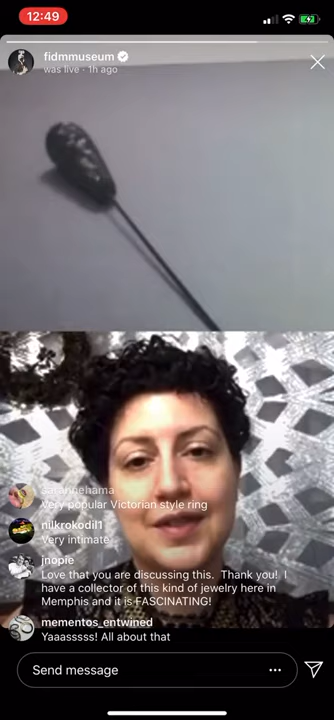 12:49
fidmmuseum
was live · 1h ago
sarannehama
Very popular Victorian style ring
nilkrokodil1
Very intimate
jnopie
Love that you are discussing this. Thank you! I
have a collector of this kind of jewelry here in
Memphis and it is FASCINATING!
mementos_entwined
Yaaasssss! All about that
Send message